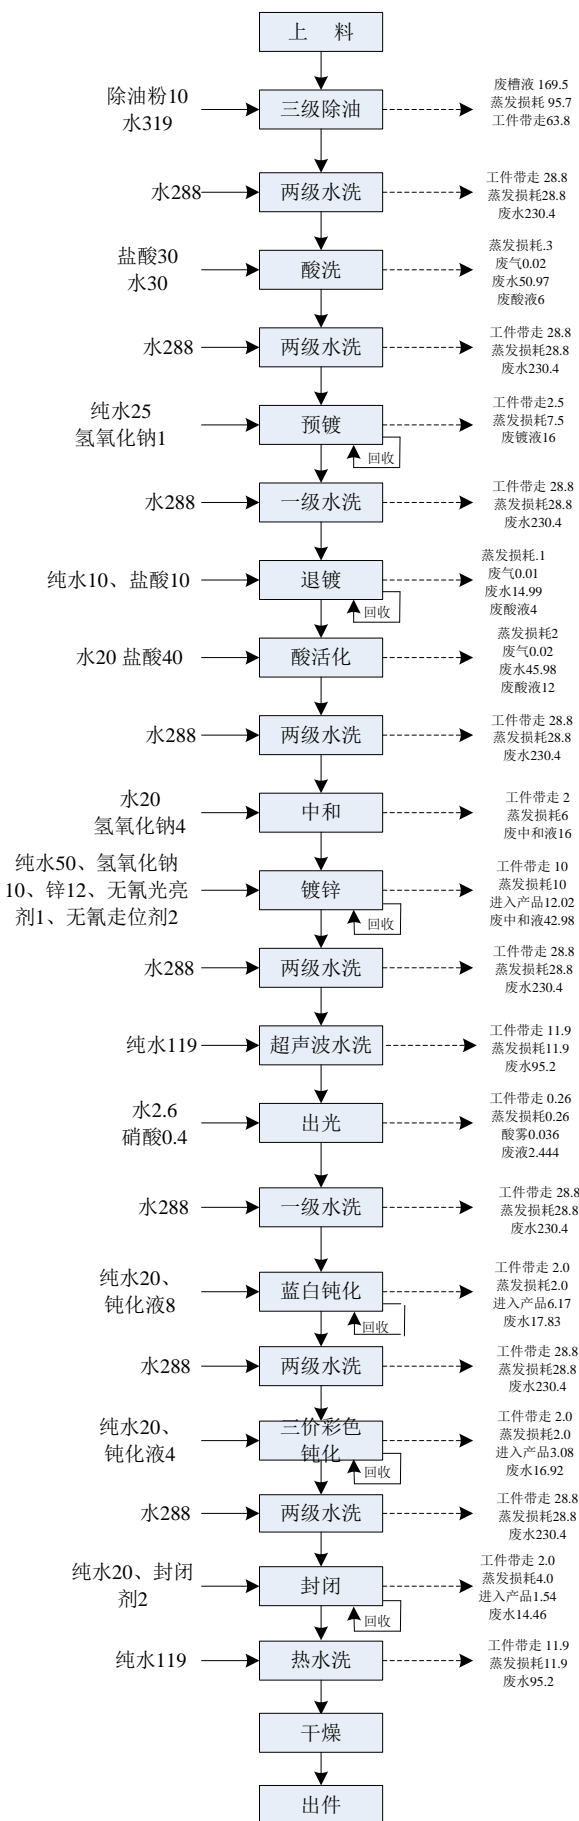 上 料
除油粉10
水319
三级除油
废槽液 169.5
蒸发损耗 95.7
工件带走63.8
水288
两级水洗
工件带走 28.8
蒸发损耗28.8
废水230.4
盐酸30
水30
酸洗
蒸发损耗.3
废气0.02
废水50.97
废酸液6
水288
两级水洗
工件带走 28.8
蒸发损耗28.8
废水230.4
纯水25
氢氧化钠1
预镀
回收
工件带走2.5
蒸发损耗7.5
废镀液16
水288
一级水洗
工件带走 28.8
蒸发损耗28.8
废水230.4
纯水10、盐酸10
退镀
回收
蒸发损耗.1
废气0.01
废水14.99
废酸液4
水20 盐酸40
酸活化
蒸发损耗2
废气0.02
废水45.98
废酸液12
水288
两级水洗
工件带走 28.8
蒸发损耗28.8
废水230.4
水20
氢氧化钠4
中和
工件带走 2
蒸发损耗6
废中和液16
纯水50、氢氧化钠
10、锌12、无氰光亮
剂1、无氰走位剂2
镀锌
回收
工件带走 10
蒸发损耗10
进入产品12.02
废中和液42.98
水288
两级水洗
工件带走 28.8
蒸发损耗28.8
废水230.4
纯水119
超声波水洗
工件带走 11.9
蒸发损耗11.9
废水95.2
水2.6
硝酸0.4
出光
工件带走 0.26
蒸发损耗0.26
酸雾0.036
废液2.444
水288
一级水洗
工件带走 28.8
蒸发损耗28.8
废水230.4
纯水20、
钝化液8
蓝白钝化
回收
工件带走 2.0
蒸发损耗2.0
进入产品6.17
废水17.83
水288
两级水洗
工件带走 28.8
蒸发损耗28.8
废水230.4
纯水20、
钝化液4
三价彩色
钝化
回收
工件带走 2.0
蒸发损耗2.0
进入产品3.08
废水16.92
水288
两级水洗
工件带走 28.8
蒸发损耗28.8
废水230.4
纯水20、封闭
剂2
封闭
回收
工件带走 2.0
蒸发损耗4.0
进入产品1.54
废水14.46
纯水119
热水洗
工件带走 11.9
蒸发损耗11.9
废水95.2
干燥
出件